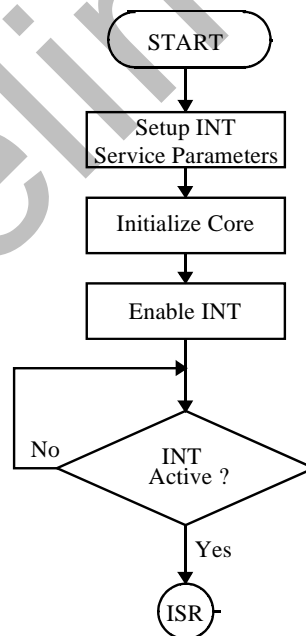 START
Setup INT
Service Parameters
Initialize Core
Enable INT
No
INT
Active ?
Yes
ISR